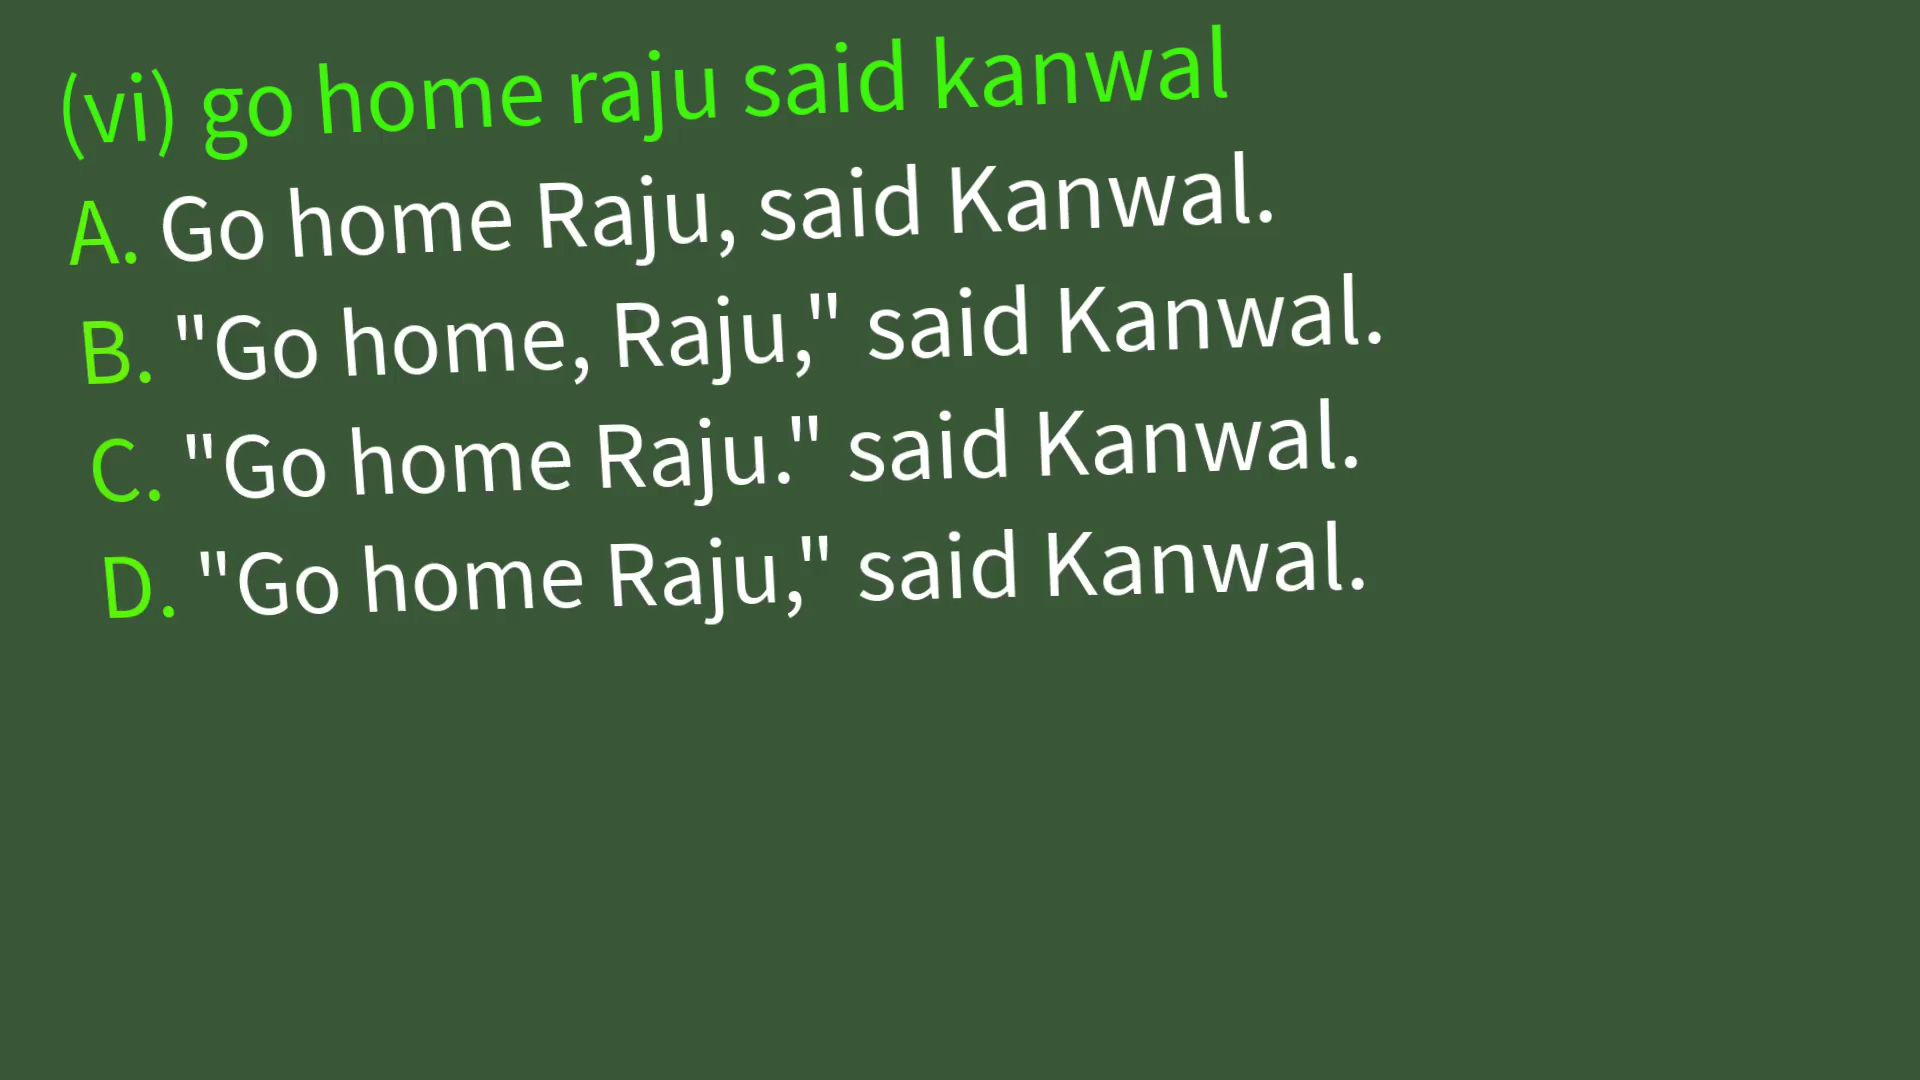 (vi) go home raju said kanwal
A. Go home Raju, said Kanwal.
B. "Go home, Raju," said Kanwal.
C. "Go home Raju." said Kanwal.
D. "Go home Raju," said Kanwal.